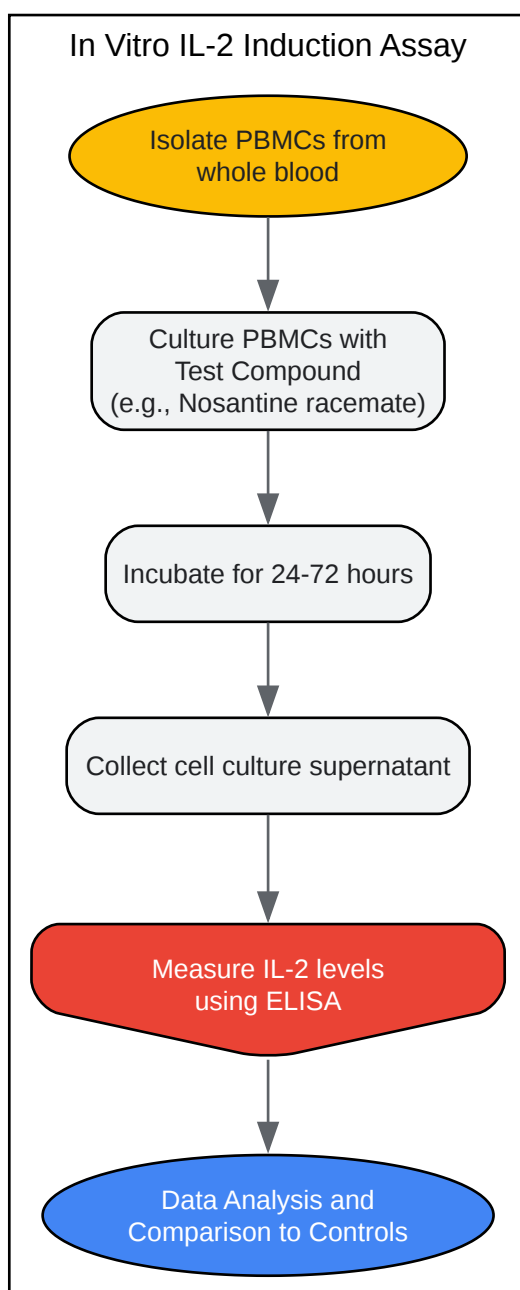 In Vitro IL-2 Induction Assay
Isolate PBMCs from
whole blood
Culture PBMCs with
Test Compound
(e.g., Nosantine racemate)
Incubate for 24-72 hours
Collect cell culture supernatant
Measure IL-2 levels
using ELISA
Data Analysis and
Comparison to Controls